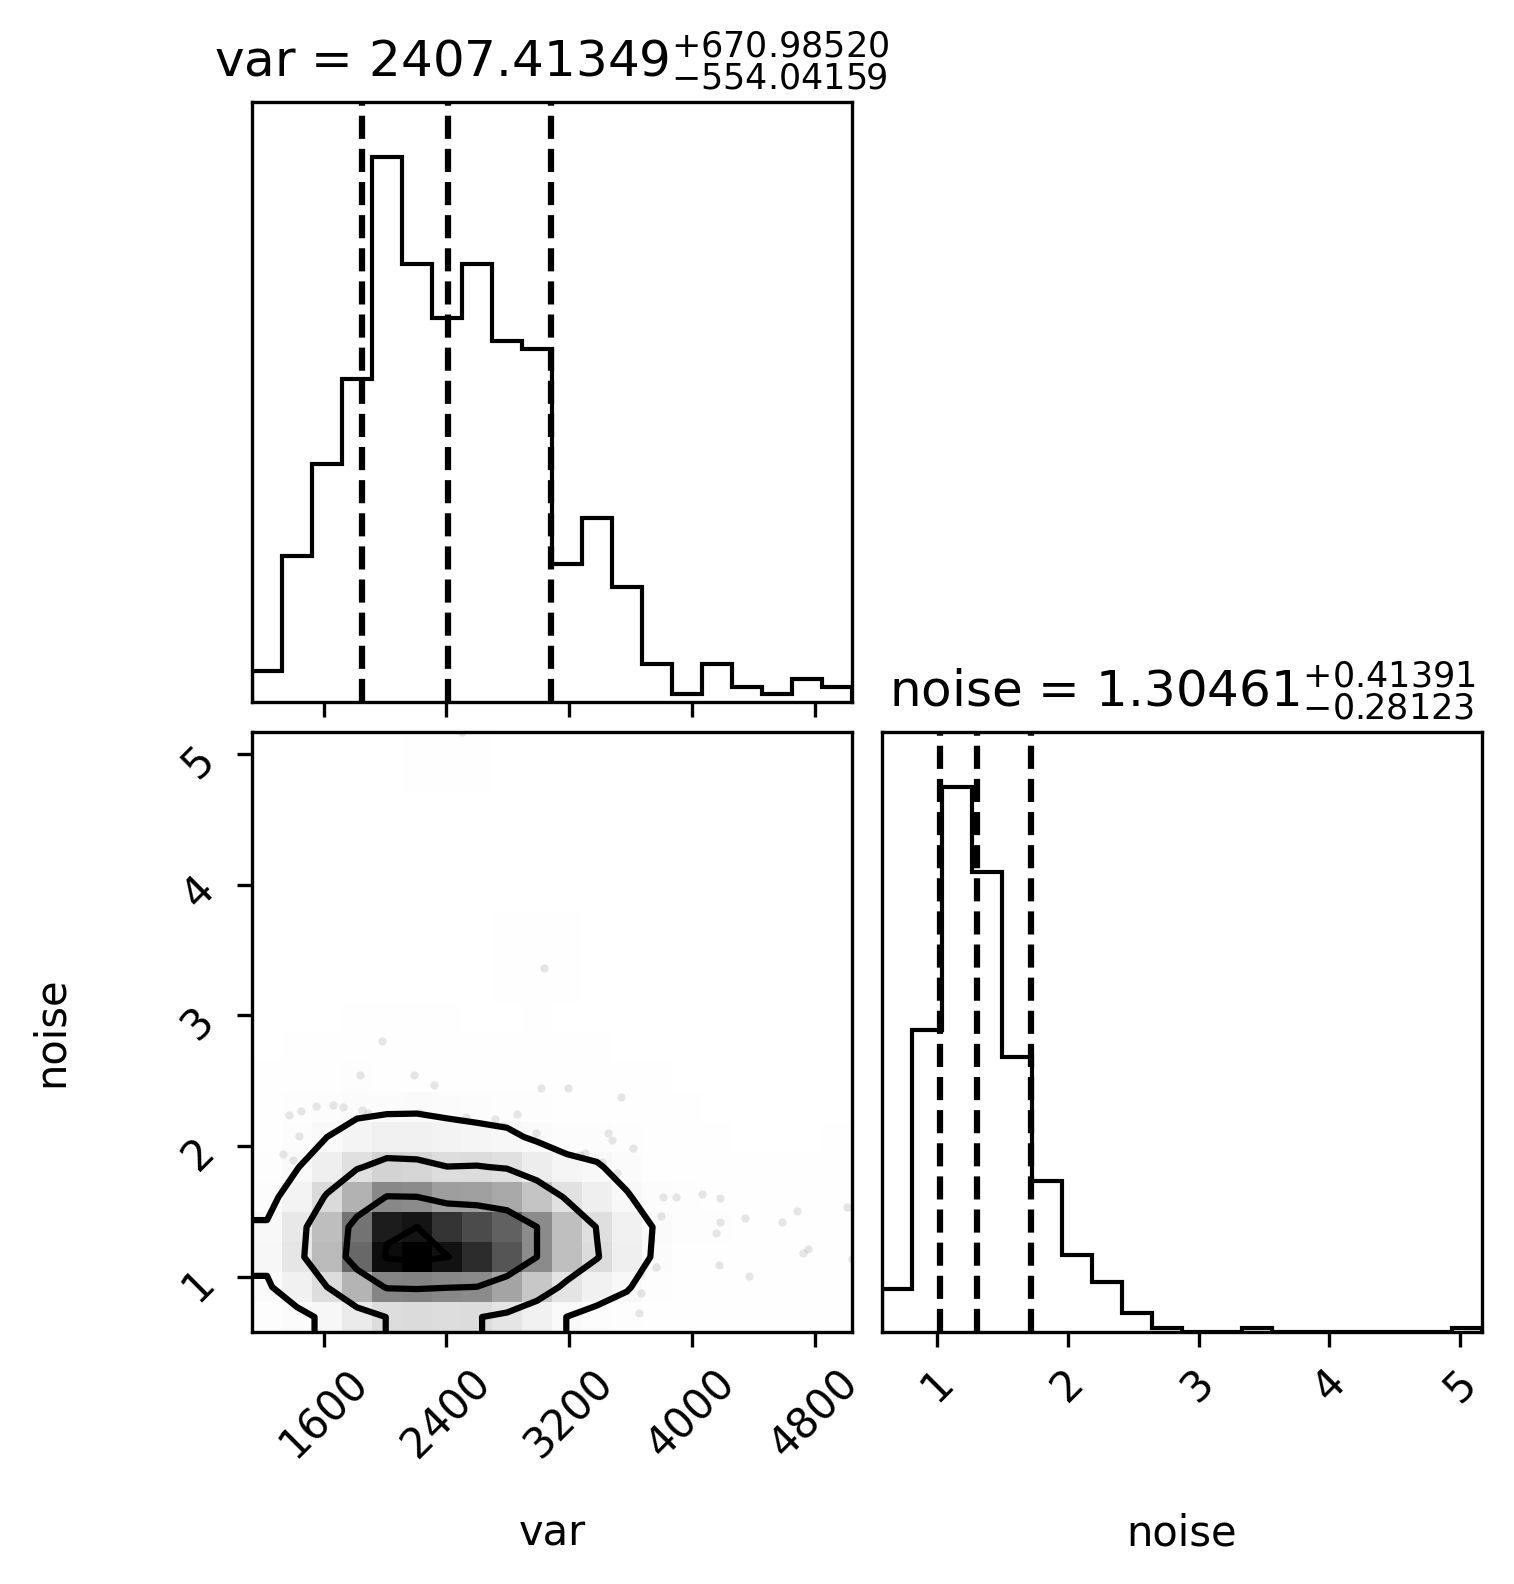 var = 2407.41349+670.98520−554.04159
noise = 1.30461+0.41391−0.28123
5
4
3
2
1
noise
1600 2400 3200 4000 4800
1 2 3 4 5
var
noise